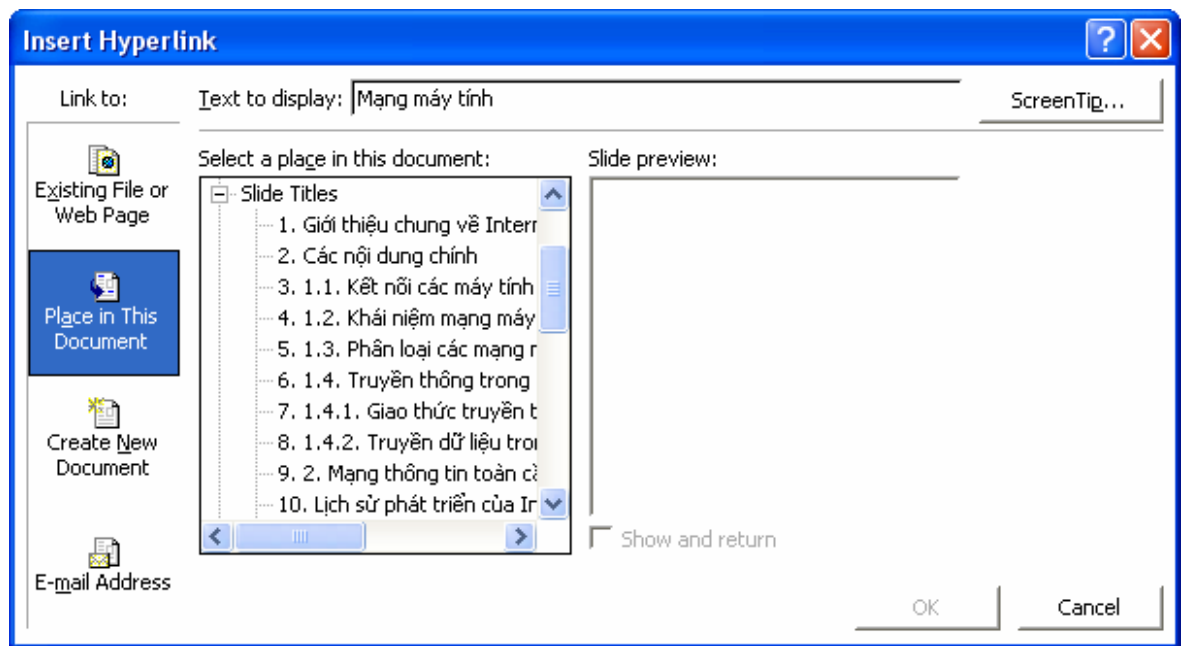 Insert Hyperlink
Link to:
Text to display: Mạng máy tính
ScreenTip...
Existing File or
Web Page
Place in This
Document
Create New
Document
E-mail Address
Select a place in this document:
Slide Titles
1. Giới thiệu chung về Intern
2. Các nội dung chính
3. 1.1. Kết nối các máy tính
4. 1.2. Khái niệm mạng máy
5. 1.3. Phân loại các mạng
6. 1.4. Truyền thông trong
7. 1.4.1. Giao thức truyền t
8. 1.4.2. Truyền dữ liệu tro
9. 2. Mạng thông tin toàn cầ
10. Lịch sử phát triển của
Slide preview:
Show and return
OK
Cancel